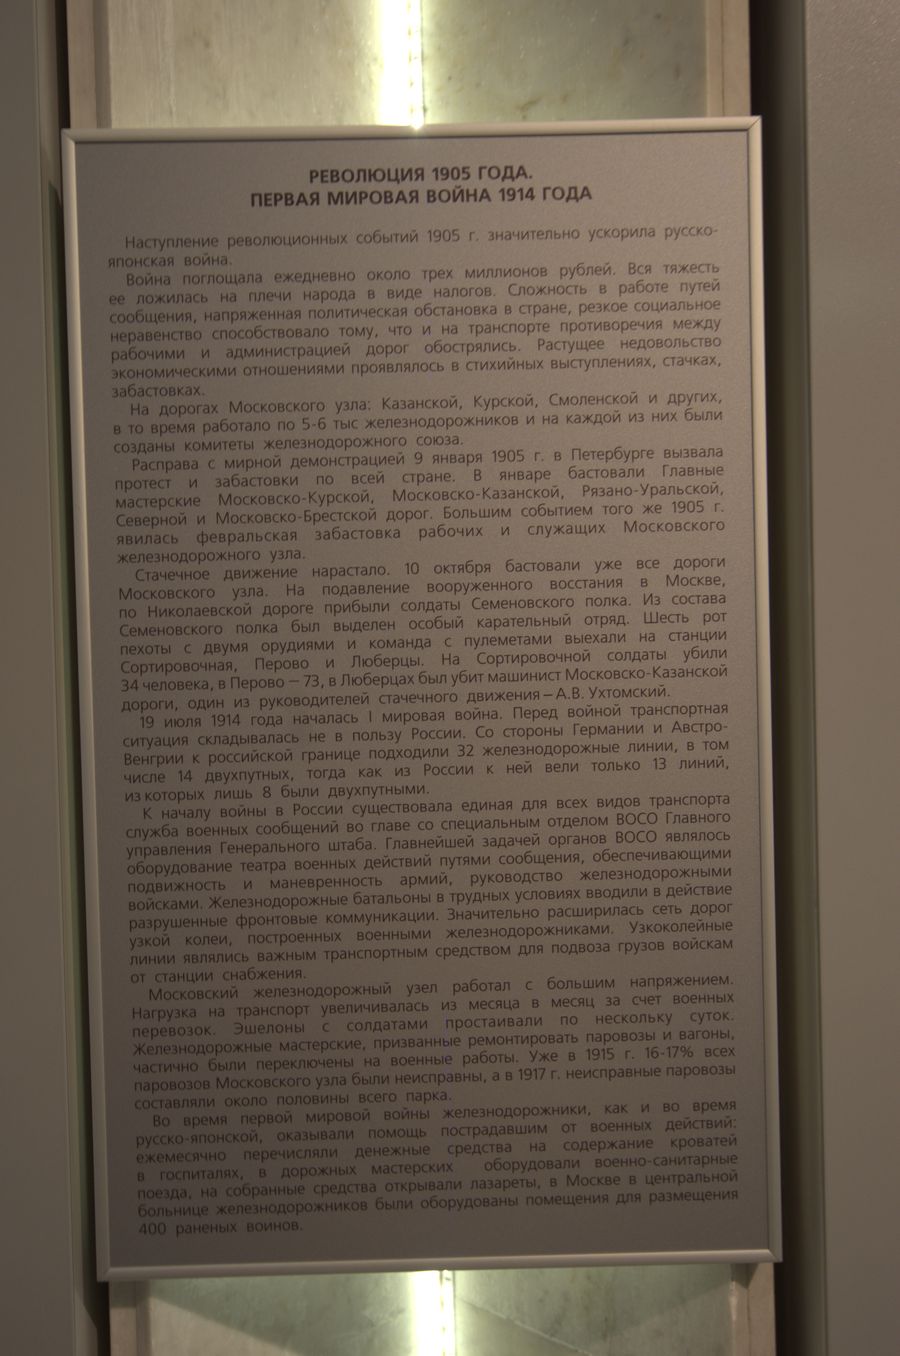 РЕВОЛЮЦИЯ 1905 ГОДА.
ПЕРВАЯ МИРОВАЯ ВОЙНА 1914 ГОДА
Наступление революционных событий 1905 г. значительно ускорила русско-
японская война.
Война поглощала ежедневно около трех миллионов рублей. Вся тяжесть
ее ложилась на плечи народа в виде налогов. Сложность в работе путей
сообщения, напряженная политическая обстановка в стране, резкое социальное
неравенство способствовало тому, что и на транспорте противоречия между
рабочими и администрацией дорог обострялись. Растущее недовольство
экономическими отношениями проявлялось в стихийных выступлениях, стачках,
забастовках.
На дорогах Московского узла: Казанской, Курской, Смоленской и других,
в то время работало по 5-6 тыс железнодорожников и на каждой из них были
созданы комитеты железнодорожного союза.
Расправа с мирной демонстрацией 9 января 1905 г. в Петербурге вызвала
протест и забастовки по всей стране. В январе бастовали Главные
мастерские Московско-Курской, Московско-Казанской, Рязано-Уральской,
Северной и Московско-Брестской дорог. Большим событием того же 1905 г.
явилась февральская забастовка рабочих и служащих Московского
железнодорожного узла.
Стачечное движение нарастало. 10 октября бастовали уже все дороги
Московского узла. На подавление вооруженного восстания в Москве,
по Николаевской дороге прибыли солдаты Семеновского полка. Из состава
Семеновского полка был выделен особый карательный отряд. Шесть рот
пехоты с двумя орудиями и команда с пулеметами выехали на станции
Сортировочная, Перово и Люберцы. На Сортировочной солдаты убили
34 человека, в Перово – 73, в Люберцах был убит машинист Московско-Казанской
дороги, один из руководителей стачечного движения – А.В. Ухтомский.
19 июля 1914 года началась I мировая война. Перед войной транспортная
ситуация складывалась не в пользу России. Со стороны Германии и Австро-
Венгрии к российской границе подходили 32 железнодорожные линии, в том
числе 14 двухпутных, тогда как из России к ней вели только 13 линий,
из которых лишь 8 были двухпутными.
К началу войны в России существовала единая для всех видов транспорта
служба военных сообщений во главе со специальным отделом ВОСО Главного
управления Генерального штаба. Главнейшей задачей органов ВОСО являлось
оборудование театра военных действий путями сообщения, обеспечивающими
подвижность и маневренность армий, руководство железнодорожными
войсками. Железнодорожные батальоны в трудных условиях вводили в действие
разрушенные фронтовые коммуникации. Значительно расширилась сеть дорог
узкой колеи, построенных военными железнодорожниками. Узкоколейные
линии являлись важным транспортным средством для подвоза грузов войскам
от станции снабжения.
Московский железнодорожный узел работал с большим напряжением.
Нагрузка на транспорт увеличивалась из месяца в месяц за счет военных
перевозок. Эшелоны с солдатами простаивали по нескольку суток.
Железнодорожные мастерские, призванные ремонтировать паровозы и вагоны,
частично были переключены на военные работы. Уже в 1915 г. 16-17% всех
паровозов Московского узла были неисправны, а в 1917 г. неисправные паровозы
составляли около половины всего парка.
Во время первой мировой войны железнодорожники, как и во время
русско-японской, оказывали помощь пострадавшим от военных действий:
ежемесячно перечисляли денежные средства на содержание кроватей
в госпиталях, в дорожных мастерских оборудовали военно-санитарные
поезда, на собранные средства открывали лазареты, в Москве в центральной
больнице железнодорожников были оборудованы помещения для размещения
400 раненых воинов.